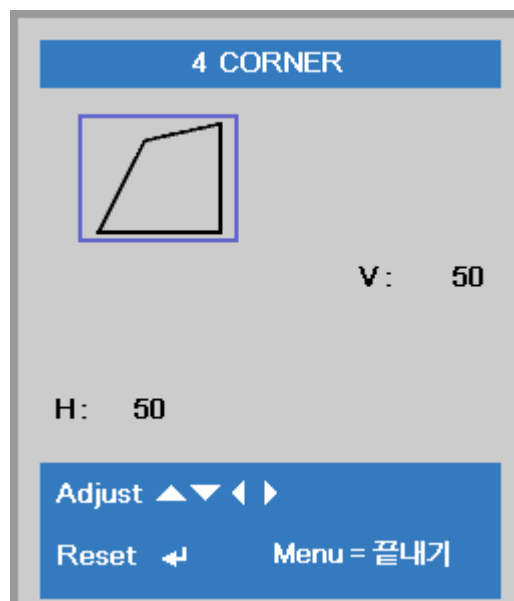 4 CORNER
V: 50
H: 50
Adjust ▲▼◀▶
Reset ↵ Menu = 끝내기